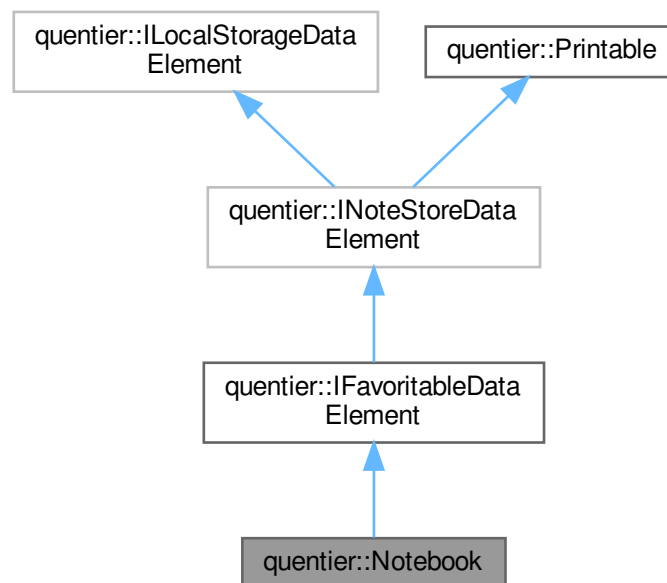 quentier::ILocalStorageData
Element
quentier::Printable
quentier::INoteStoreData
Element
quentier::IFavoritableData
Element
quentier::Notebook